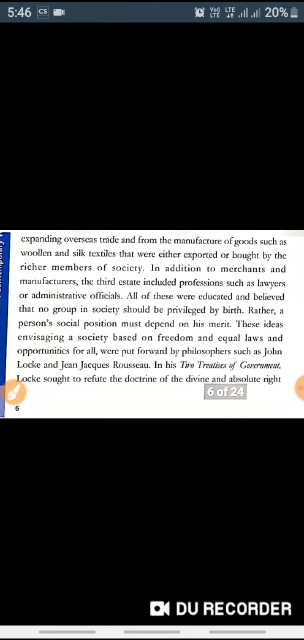 5:46 CS LTE LTE 20%
expanding overseas trade and from the manufacture of goods such as
woollen and silk textiles that were either exported or bought by the
richer members of society. In addition to merchants and
manufacturers, the third estate included professions such as lawyers
or administrative officials. All of these were educated and believed
that no group in society should be privileged by birth. Rather, a
person's social position must depend on his merit. These ideas
envisaging a society based on freedom and equal laws and
opportunities for all, were put forward by philosophers such as John
Locke and Jean Jacques Rousseau. In his Two Treatises of Government,
Locke sought to refute the doctrine of the divine and absolute right
6 of 24
6
DU RECORDER